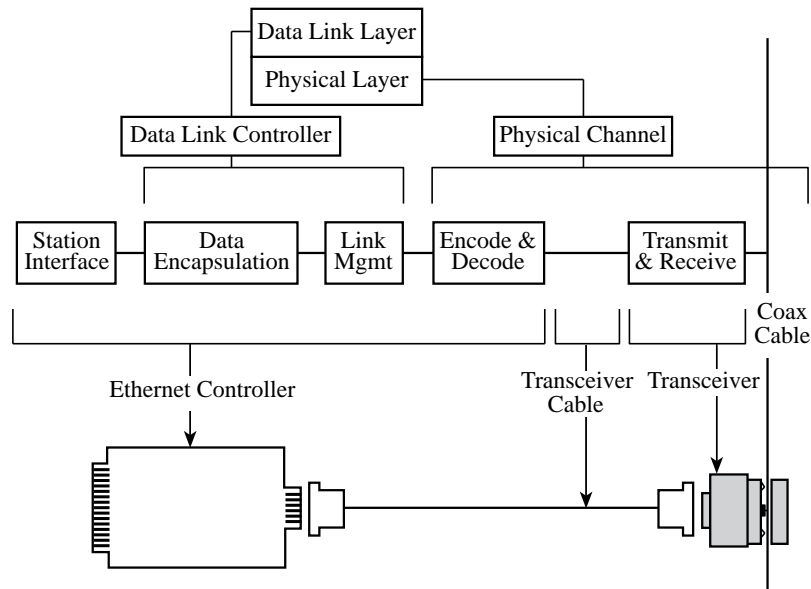 Data Link Layer
Physical Layer
Data Link Controller
Physical Channel
Station
Interface
Data
Encapsulation
Link
Mgmt
Encode &
Decode
Transmit
& Receive
Coax
Cable
Ethernet Controller
Transceiver
Cable
Transceiver